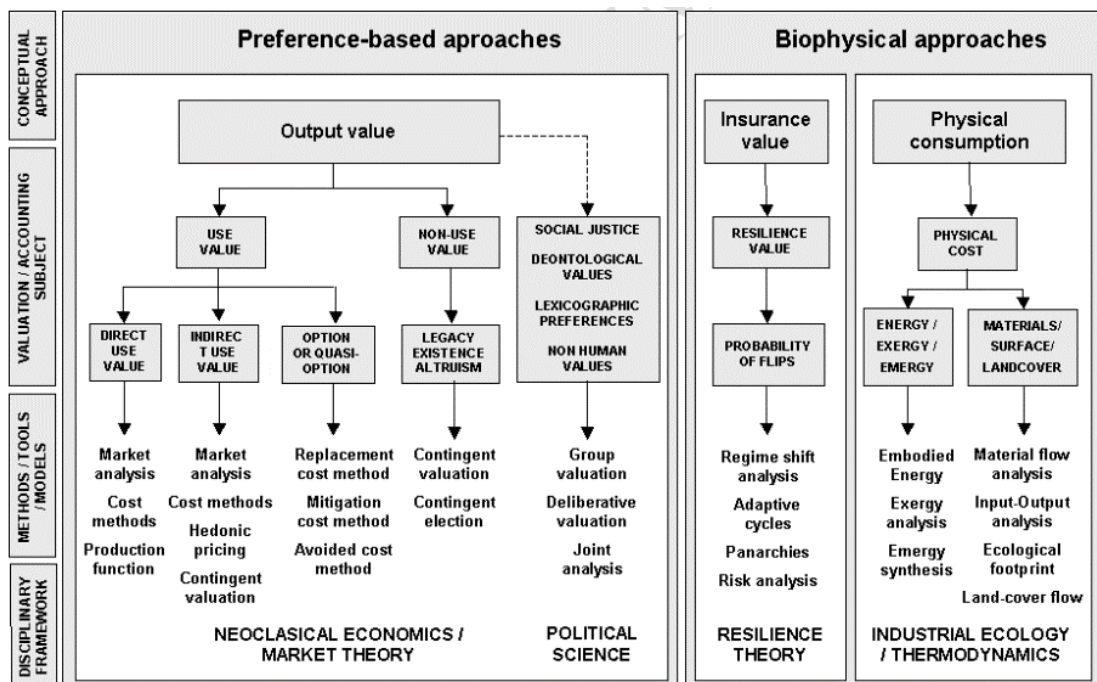 CONCEPTUAL
APPROACH
Preference-based aproaches
Biophysical approaches
Output value
Insurance
value
Physical
consumption
VALUATION / ACCOUNTING
SUBJECT
USE
VALUE
NON-USE
VALUE
SOCIAL JUSTICE
DEONTOLOGICAL
VALUES
LEXICOGRAPHIC
PREFERENCES
NON HUMAN
VALUES
RESILIENCE
VALUE
PHYSICAL
COST
DIRECT
USE
VALUE
INDIREC
T USE
VALUE
OPTION
OR QUASI-
OPTION
LEGACY
EXISTENCE
ALTRUISM
PROBABILITY
OF FLIPS
ENERGY /
EXERGY /
EMERGY
MATERIALS/
SURFACE/
LANDCOVER
METHODS / TOOLS
/ MODELS
Market
analysis
Cost
methods
Production
function
Market
analysis
Cost methods
Hedonic
pricing
Contingent
valuation
Replacement
cost method
Mitigation
cost method
Avoided cost
method
Contingent
valuation
Contingent
election
Group
valuation
Deliberative
valuation
Joint
analysis
Regime shift
analysis
Adaptive
cycles
Panarchies
Risk analysis
Embodied
Energy
Exergy
analysis
Emergy
synthesis
Material flow
analysis
Input-Output
analysis
Ecological
footprint
Land-cover flow
DISCIPLINARY
FRAMEWORK
NEOCLASICAL ECONOMICS /
MARKET THEORY
POLITICAL
SCIENCE
RESILIENCE
THEORY
INDUSTRIAL ECOLOGY
/ THERMODYNAMICS